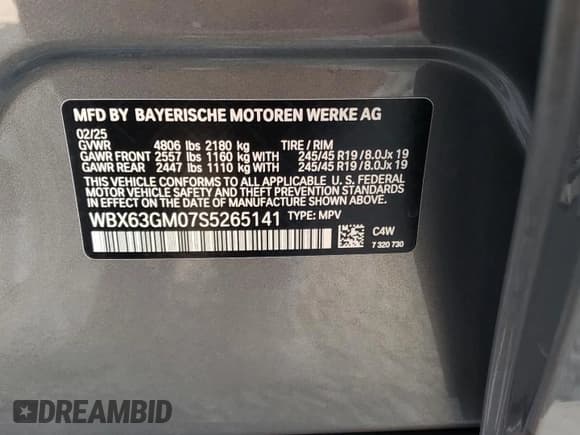 MFD BY BAYERISCHE MOTOREN WERKE AG
02/25
GVWR 4806 lbs 2180 kg TIRE / RIM
GAWR FRONT 2557 lbs 1160 kg WITH 245/45 R19 / 8.0Jx 19
GAWR REAR 2447 lbs 1110 kg WITH 245/45 R19 / 8.0Jx 19
THIS VEHICLE CONFORMS TO ALL APPLICABLE
U. S. FEDERAL MOTOR VEHICLE SAFETY,
BUMPER, AND THEFT PREVENTION STANDARDS
IN EFFECT ON THE DATE OF MANUFACTURE SHOWN ABOVE.
WBX63GM07S5265141 TYPE: MPV
C4W
7 320 730
DREAMBID